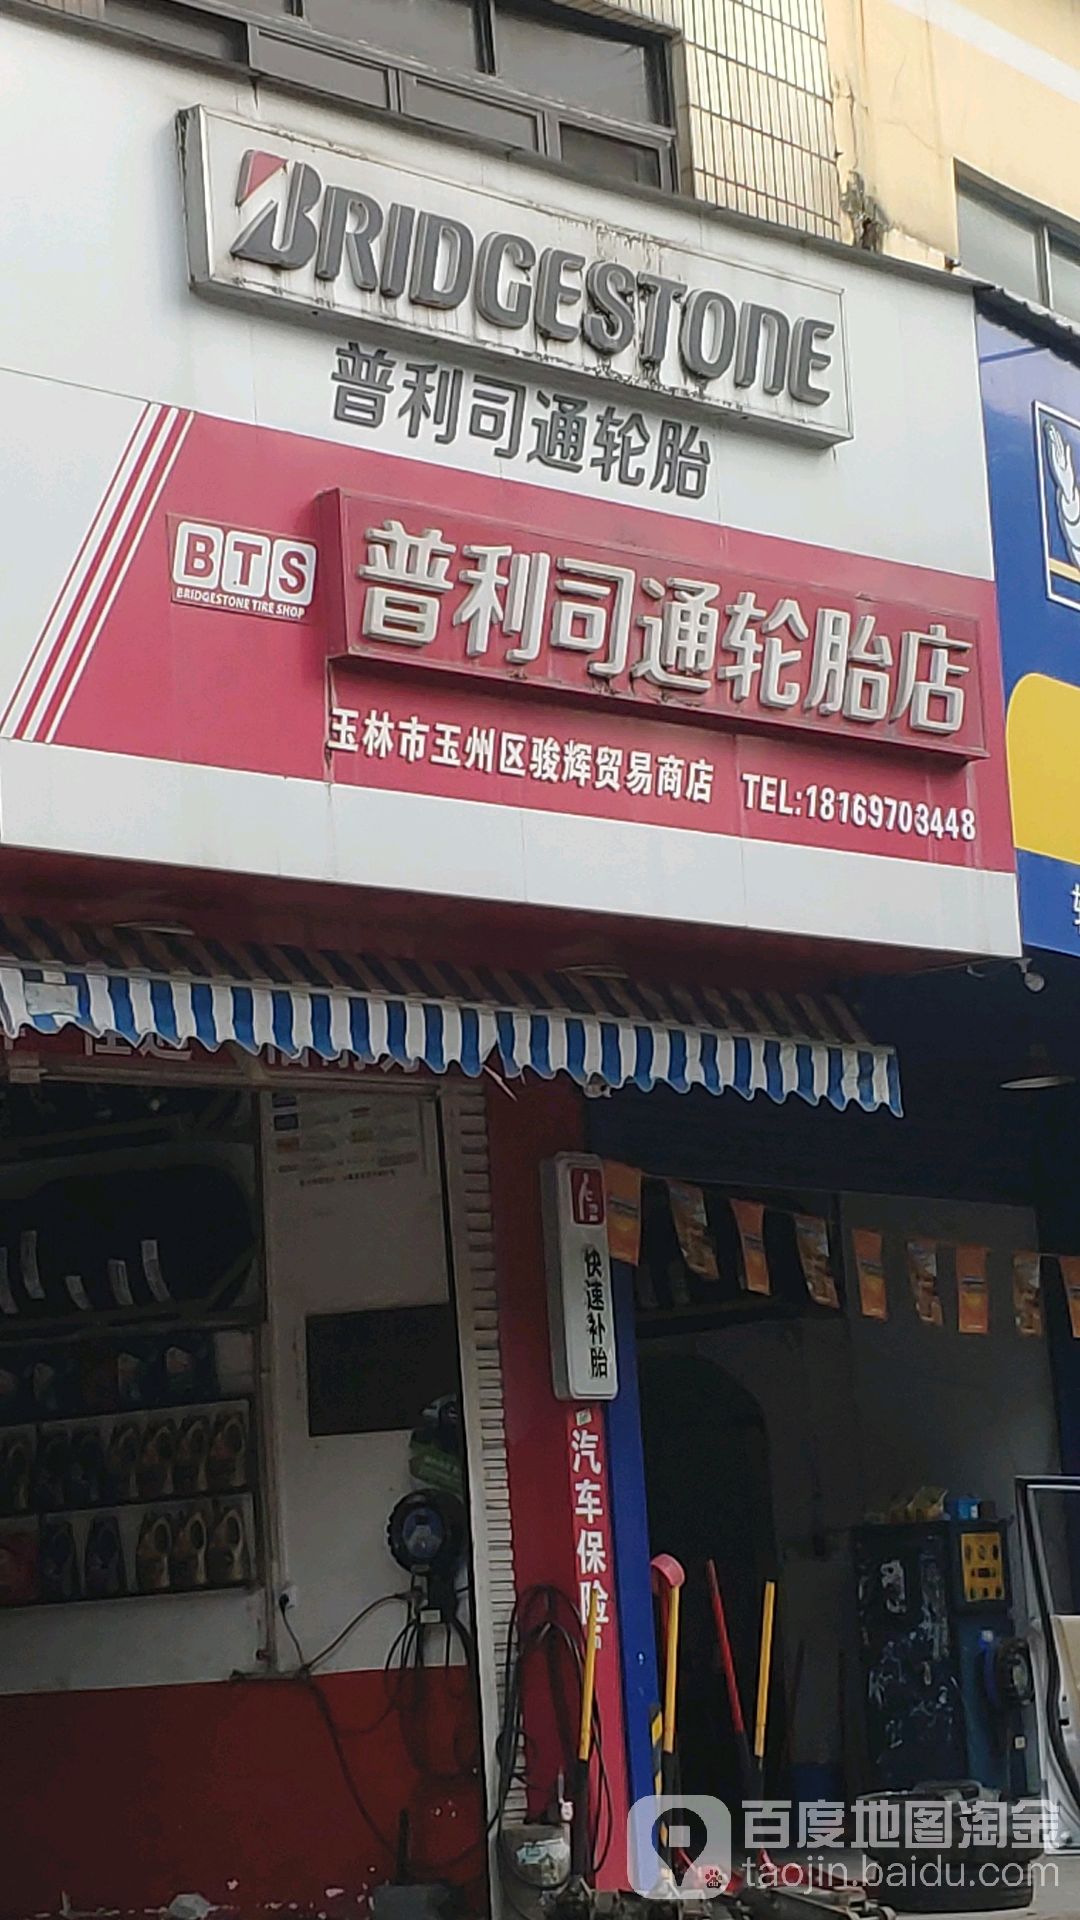 BRIDGESTONE
普利司通轮胎
BTS
BRIDGESTONE TIRE SHOP
普利司通轮胎店
玉林市玉州区骏辉贸易商店 TEL:18169703448
快速补胎
汽车保险
百度地图淘金
taojin.baidu.com